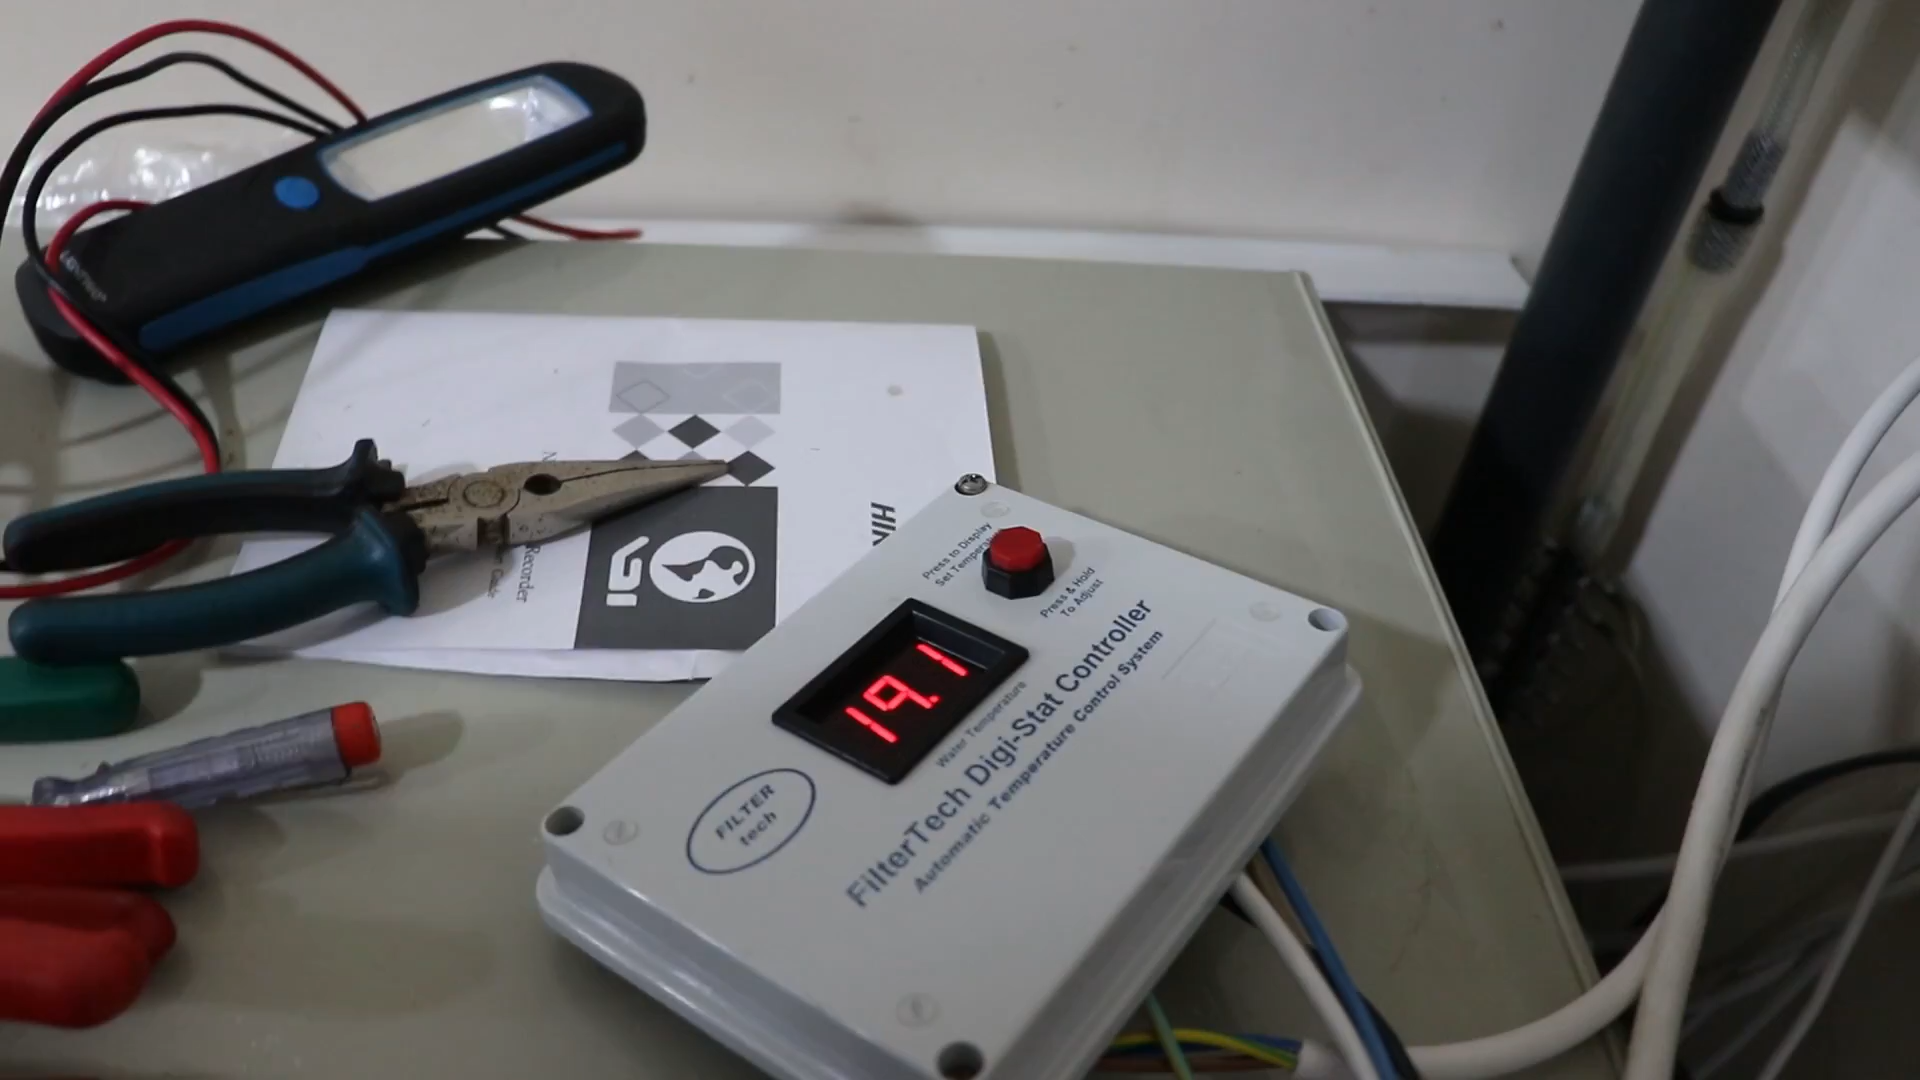 Press to Display
Set Temperature
Press & Hold
To Adjust
19.1
Water Temperature
FilterTech Digi-Stat Controller
Automatic Temperature Control System
FILTER
tech
Recorder
Guide